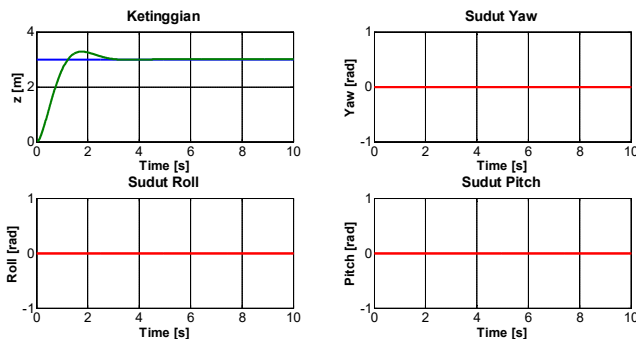 Ketinggian
z [m]
4
2
0
0 2 4 6 8 10
Time [s]
Sudut Yaw
Yaw [rad]
1
0
-1
0 2 4 6 8 10
Time [s]
Sudut Roll
Roll [rad]
1
0
-1
0 2 4 6 8 10
Time [s]
Sudut Pitch
Pitch [rad]
1
0
-1
0 2 4 6 8 10
Time [s]